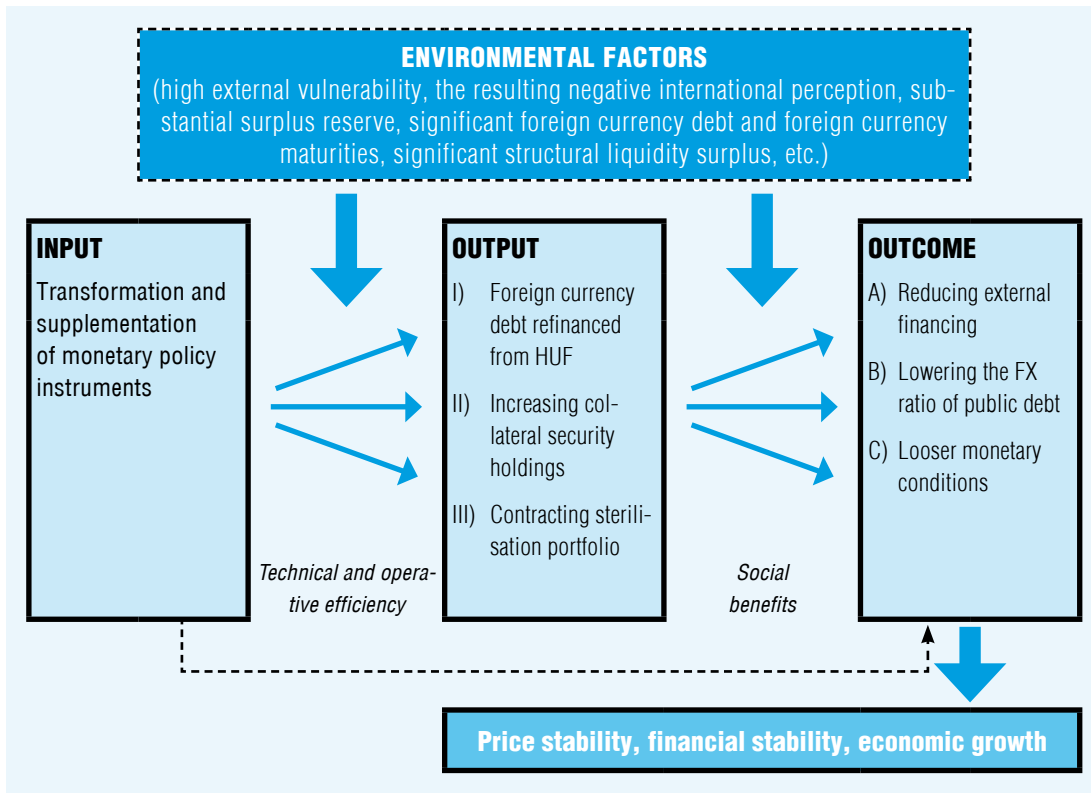 ENVIRONMENTAL FACTORS
(high external vulnerability, the resulting negative international perception, sub-
stantial surplus reserve, significant foreign currency debt and foreign currency
maturities, significant structural liquidity surplus, etc.)
INPUT
Transformation and
supplementation
of monetary policy
instruments
Technical and opera-
tive efficiency
OUTPUT
I) Foreign currency
debt refinanced
from HUF
II) Increasing col-
lateral security
holdings
III) Contracting sterili-
sation portfolio
Social
benefits
OUTCOME
A) Reducing external
financing
B) Lowering the FX
ratio of public debt
C) Looser monetary
conditions
Price stability, financial stability, economic growth